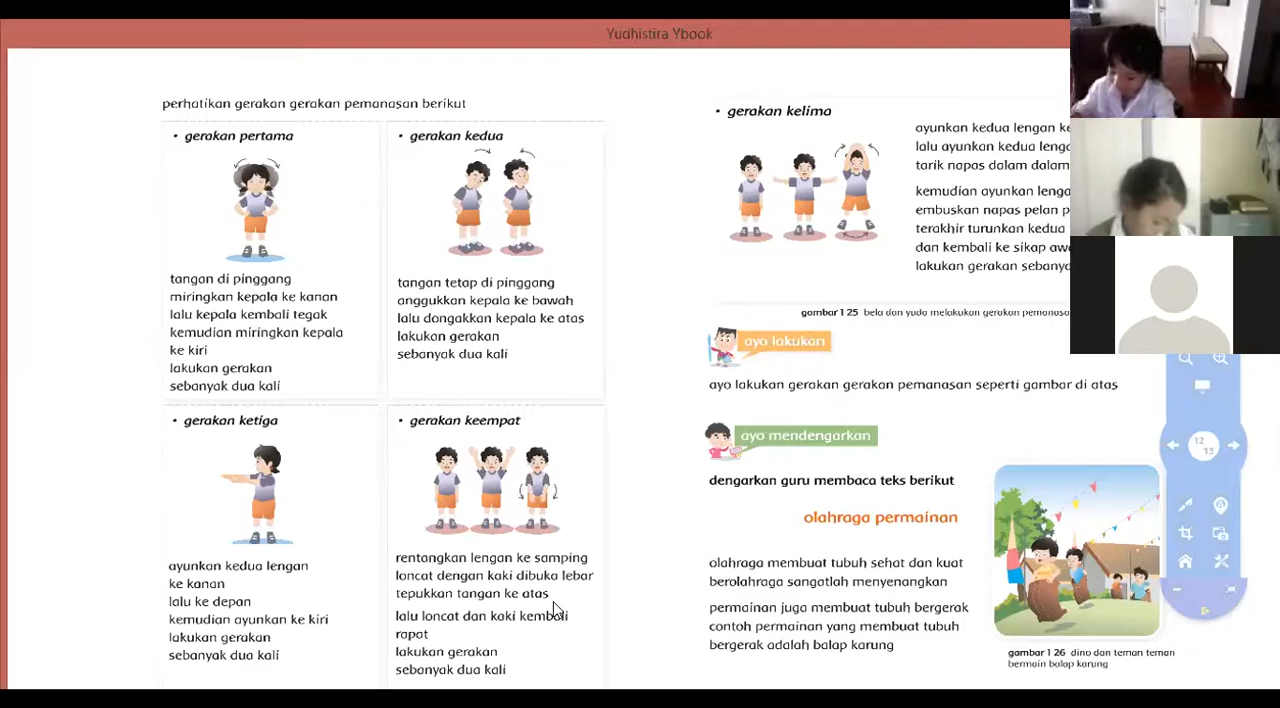 Yudhistira Ybook
perhatikan gerakan gerakan pemanasan berikut
• gerakan pertama
tangan di pinggang
miringkan kepala ke kanan
lalu kepala kembali tegak
kemudian miringkan kepala
ke kiri
lakukan gerakan
sebanyak dua kali
• gerakan kedua
tangan tetap di pinggang
anggukkan kepala ke bawah
lalu dongakkan kepala ke atas
lakukan gerakan
sebanyak dua kali
• gerakan ketiga
ayunkan kedua lengan
ke kanan
lalu ke depan
kemudian ayunkan ke kiri
lakukan gerakan
sebanyak dua kali
• gerakan keempat
rentangkan lengan ke samping
loncat dengan kaki dibuka lebar
tepukkan tangan ke atas
lalu loncat dan kaki kembali
rapat
lakukan gerakan
sebanyak dua kali
• gerakan kelima
ayunkan kedua lengan
lalu ayunkan kedua
tarik napas dalam dalam
kemudian ayunkan
embuskan napas pelan
terakhir turunkan kedua
dan kembali ke sikap
lakukan gerakan
gambar 1 25 bela dan yuda melakukan gerakan
ayo lakukan
ayo lakukan gerakan gerakan pemanasan seperti gambar di atas
ayo mendengarkan
dengarkan guru membaca teks berikut
olahraga permainan
olahraga membuat tubuh sehat dan kuat
berolahraga sangatlah menyenangkan
permainan juga membuat tubuh bergerak
contoh permainan yang membuat tubuh
bergerak adalah balap karung
gambar 1 26 dino dan teman teman
bermain balap karung
12
13